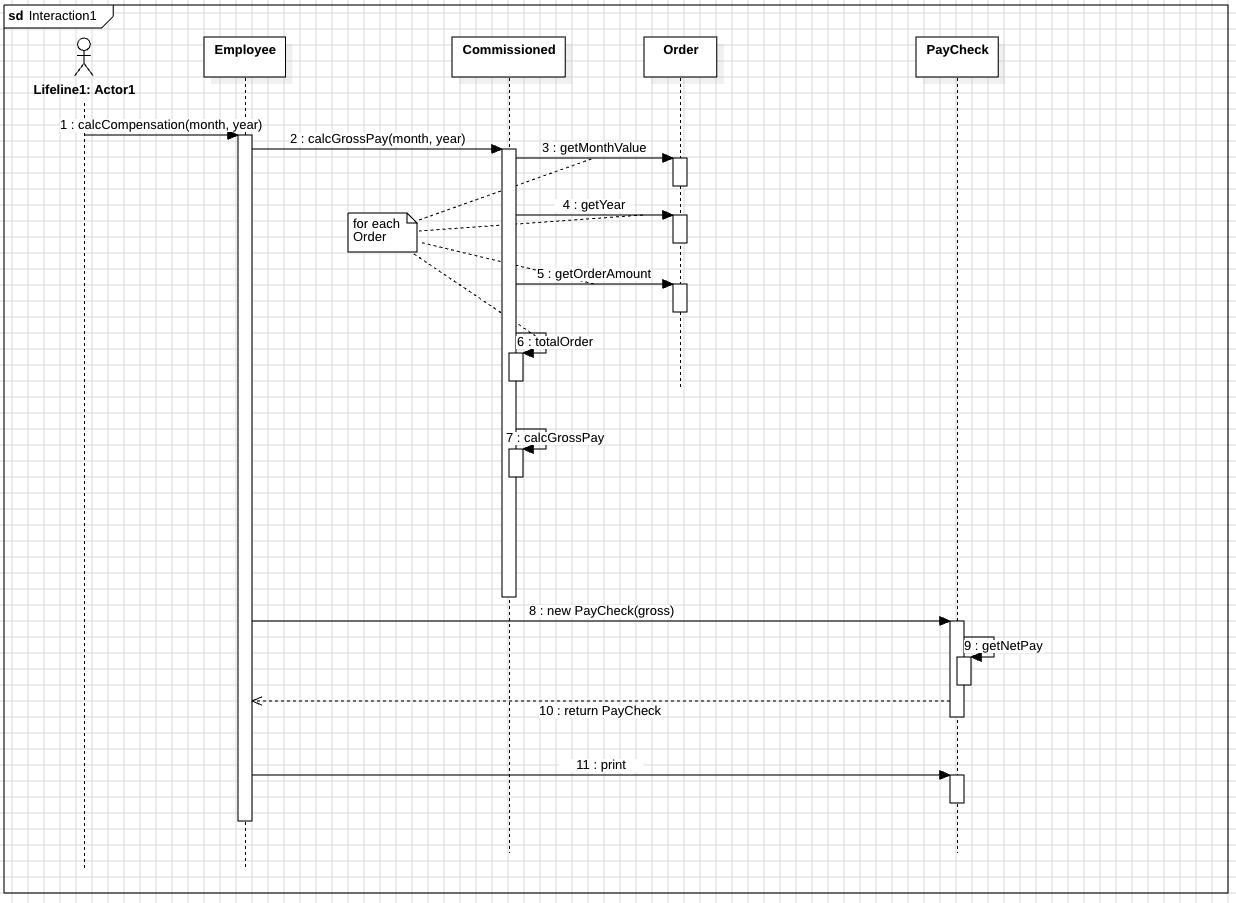 sd Interaction1
Employee
Commissioned
Order
PayCheck
Lifeline1: Actor1
1 : calcCompensation(month, year)
2 : calcGrossPay(month, year)
3 : getMonthValue
4 : getYear
for each
Order
5 : getOrderAmount
6 : totalOrder
7 : calcGrossPay
8 : new PayCheck(gross)
9 : getNetPay
10 : return PayCheck
11 : print